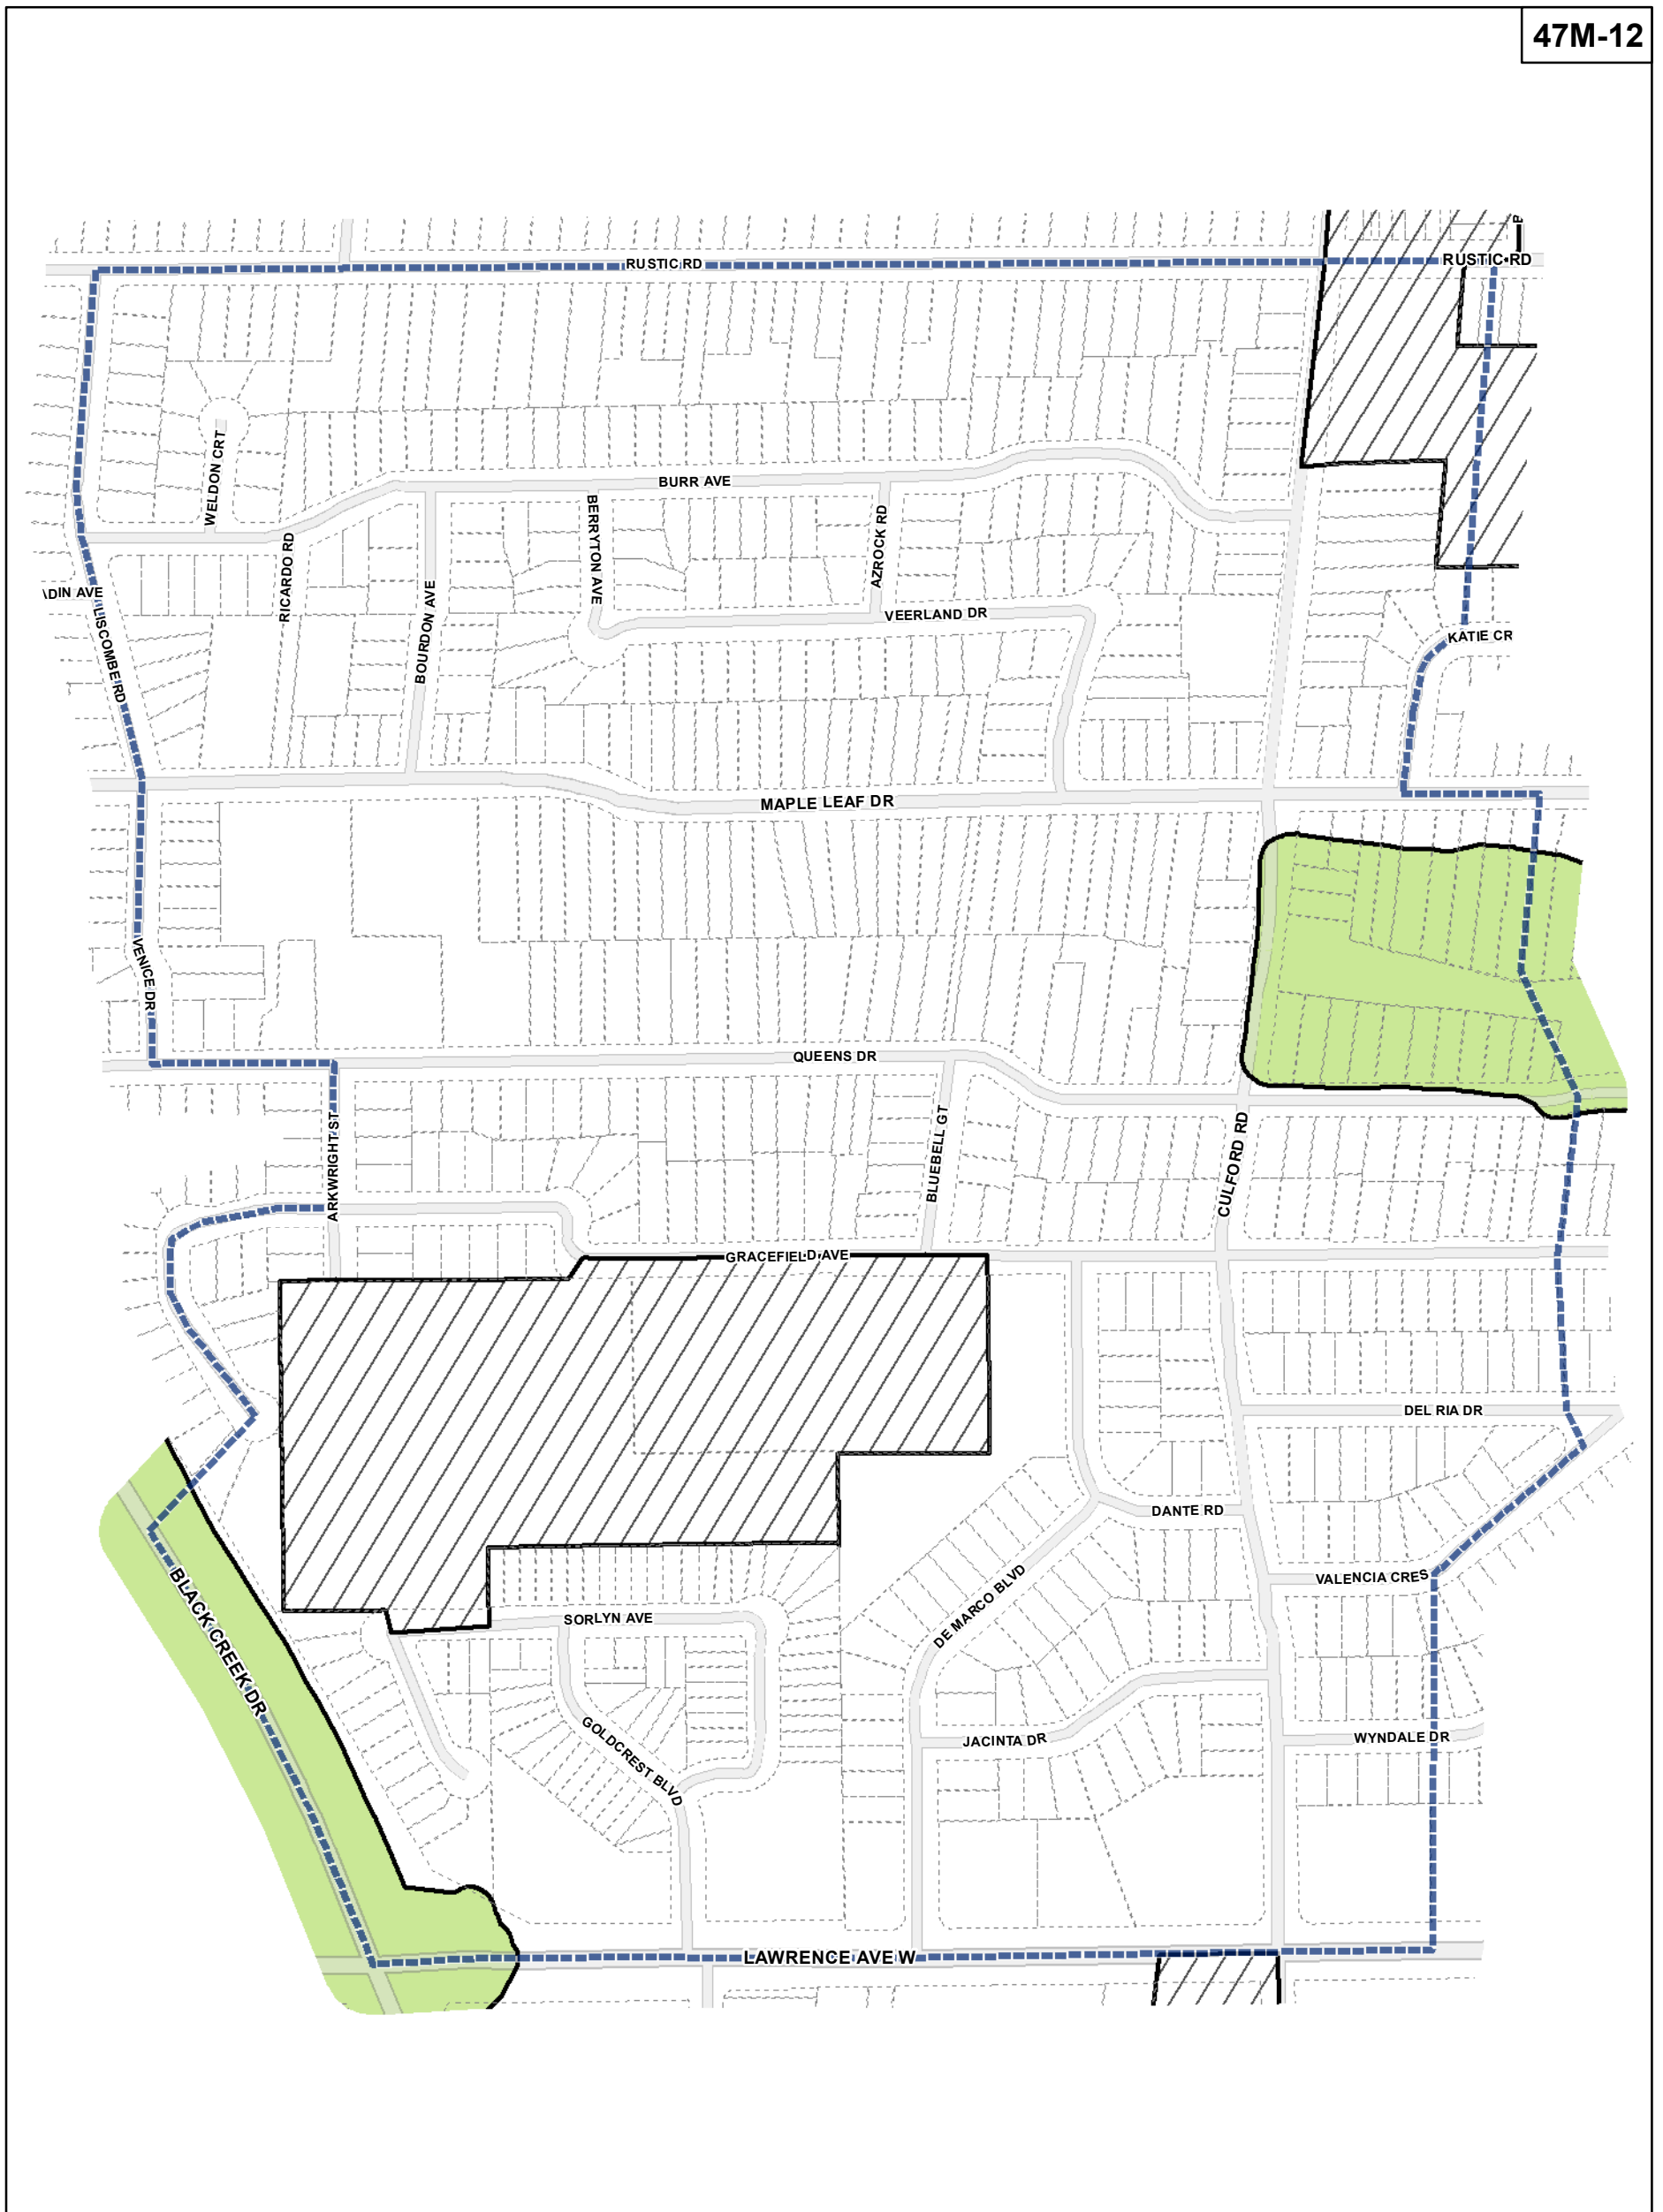 47M-12
P
RUSTIC RD
RUSTIC RD
WELDON CRT
BURR AVE
BERRYTON AVE
AZROCK RD
RICARDO RD
ADIN AVE
BOURDON AVE
VEERLAND DR
LISCOMBE RD
KATIE CR
MAPLE LEAF DR
VENICE DR
QUEENS DR
ARKWRIGHT ST
BLUEBELL GT
CULFORD RD
GRACEFIELD AVE
DEL RIA DR
DANTE RD
VALENCIA CRES
DE MARCO BLVD
SORLYN AVE
BLACK CREEK DR
GOLDCREST BLVD
JACINTA DR
WYNDALE DR
LAWRENCE AVE W